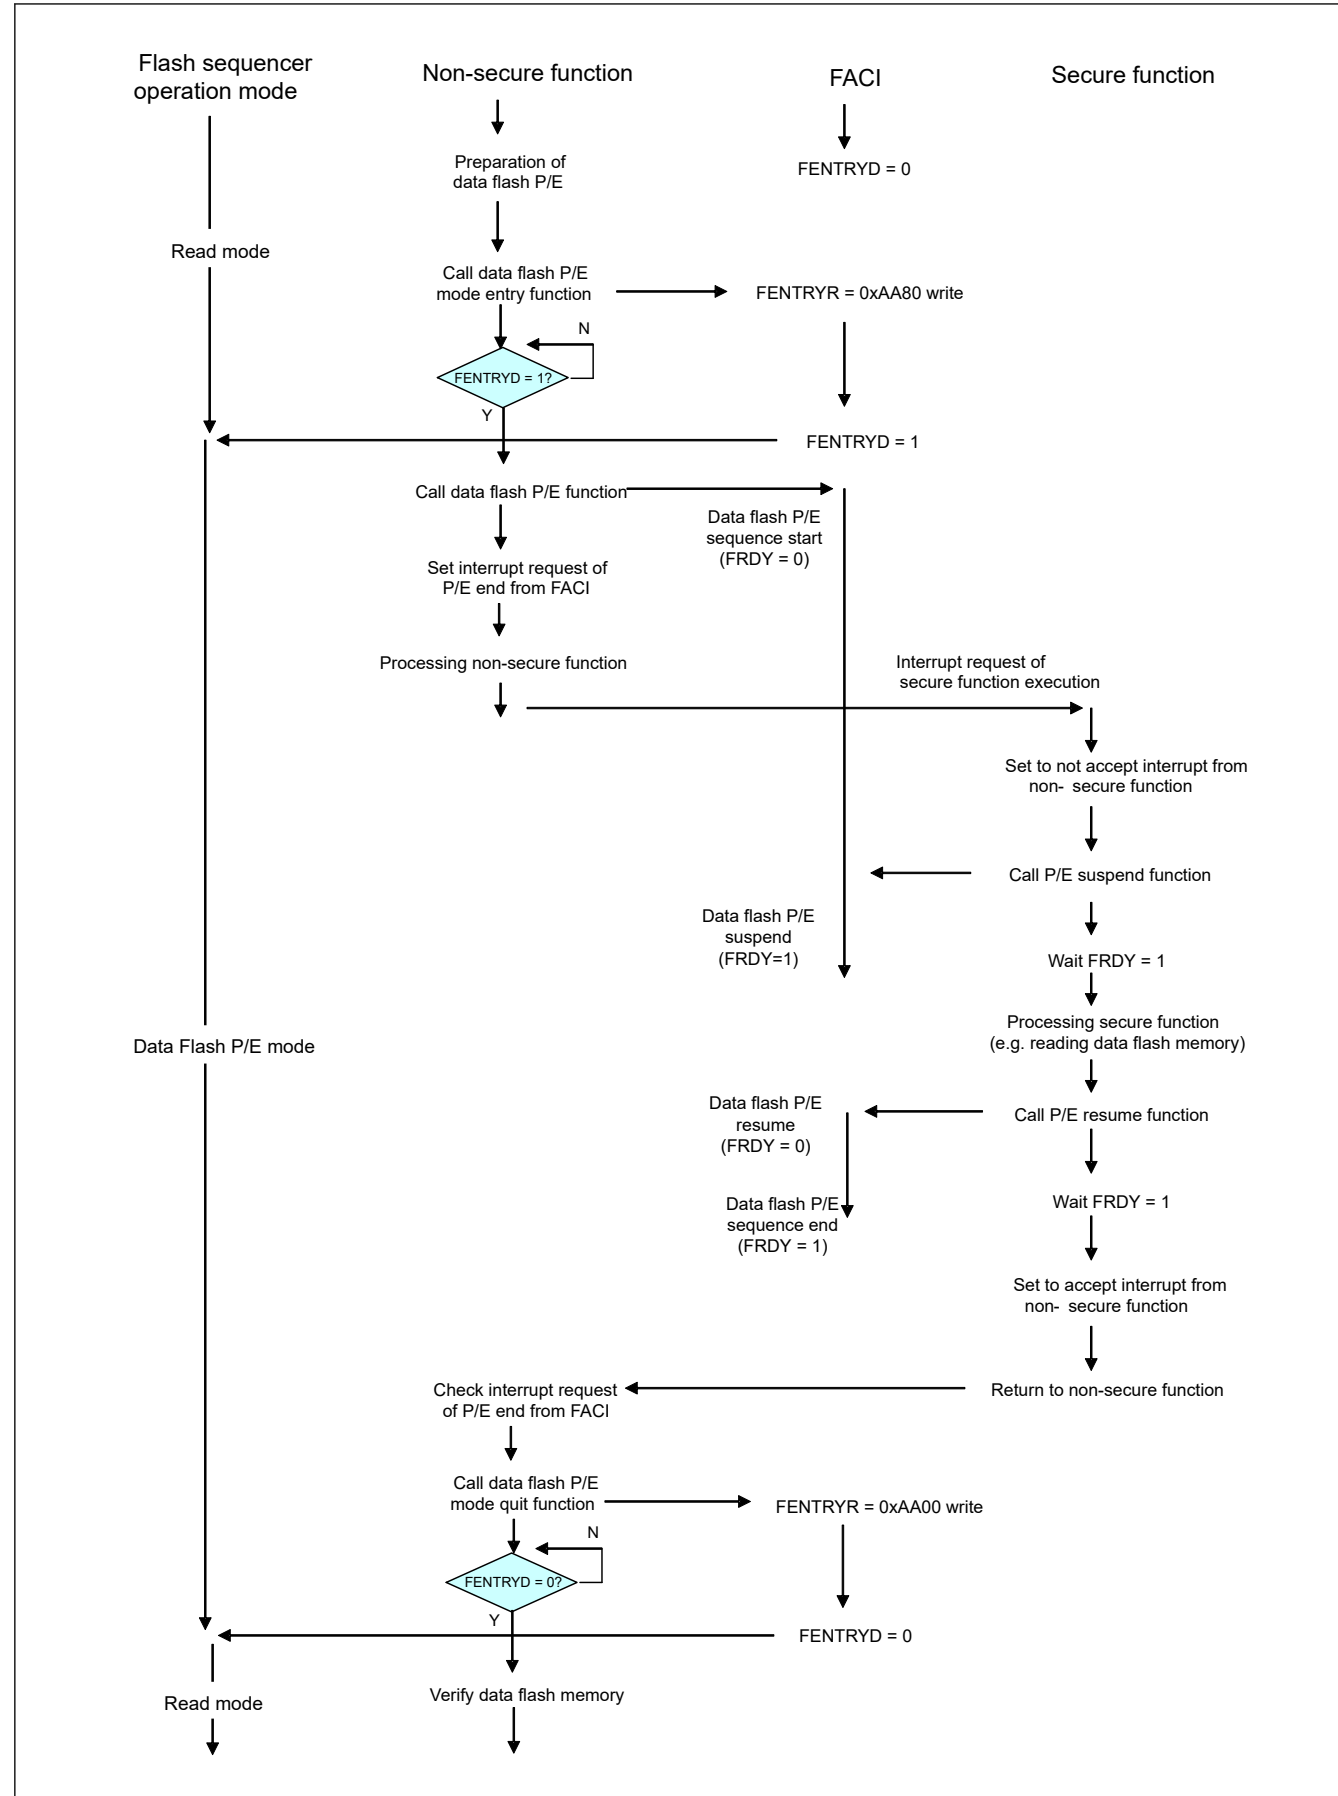 Flash sequencer
operation mode
Non-secure function
FACI
Secure function
Preparation of
data flash P/E
FENTRYD = 0
Read mode
Call data flash P/E
mode entry function
FENTRYR = 0xAA80 write
N
FENTRYD = 1?
Y
FENTRYD = 1
Call data flash P/E function
Data flash P/E
sequence start
(FRDY = 0)
Set interrupt request of
P/E end from FACI
Processing non-secure function
Interrupt request of
secure function execution
Set to not accept interrupt from
non- secure function
Call P/E suspend function
Data flash P/E
suspend
(FRDY=1)
Wait FRDY = 1
Processing secure function
(e.g. reading data flash memory)
Data Flash P/E mode
Data flash P/E
resume
(FRDY = 0)
Call P/E resume function
Data flash P/E
sequence end
(FRDY = 1)
Wait FRDY = 1
Set to accept interrupt from
non- secure function
Check interrupt request
of P/E end from FACI
Return to non-secure function
Call data flash P/E
mode quit function
FENTRYR = 0xAA00 write
N
FENTRYD = 0?
Y
FENTRYD = 0
Read mode
Verify data flash memory